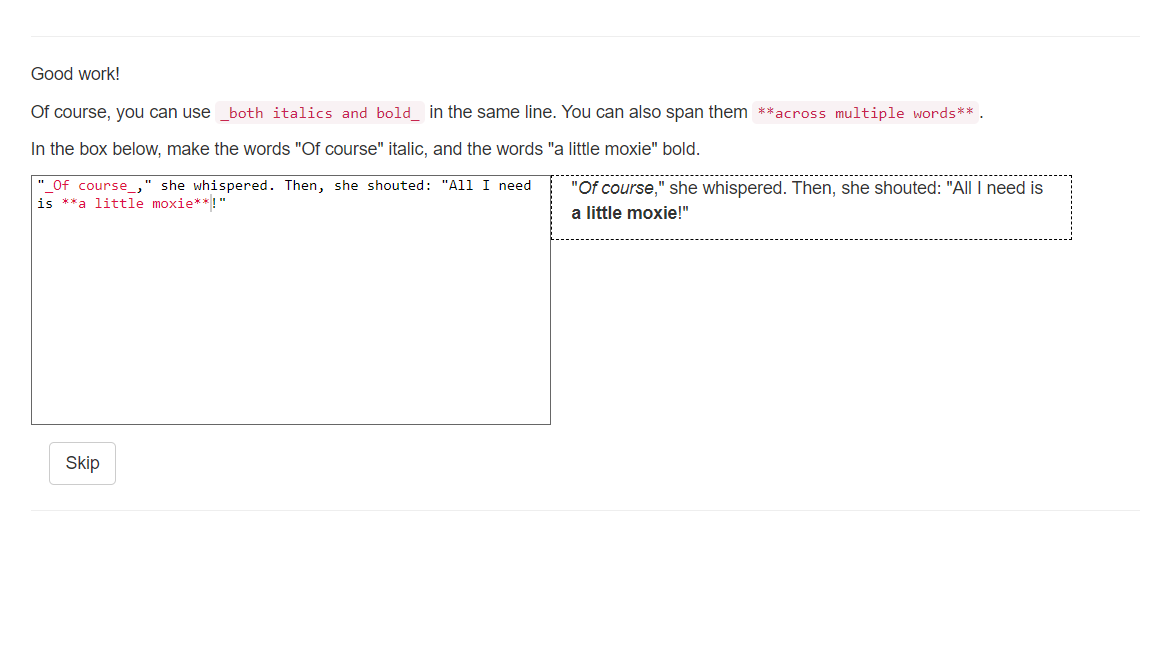 Good work!
Of course, you can use _both italics and bold_ in the same line. You can also span them **across multiple words**.
In the box below, make the words "Of course" italic, and the words "a little moxie" bold.
"_Of course_," she whispered. Then, she shouted: "All I need
is **a little moxie**!"
"Of course," she whispered. Then, she shouted: "All I need is
a little moxie!"
Skip